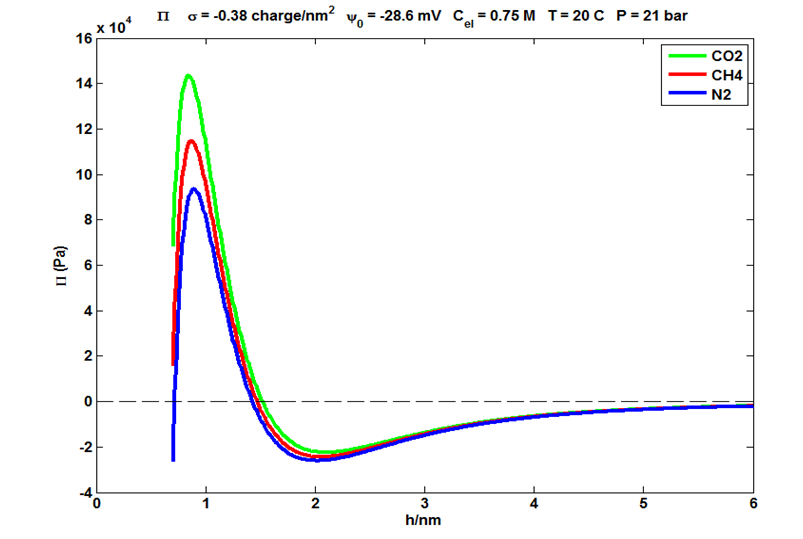 Π σ = -0.38 charge/nm² ψ₀ = -28.6 mV Cₑₗ = 0.75 M T = 20 C P = 21 bar
x 10⁴
16
14
12
10
8
6
4
2
0
-2
-4
Π (Pa)
CO2
CH4
N2
0 1 2 3 4 5 6
h/nm